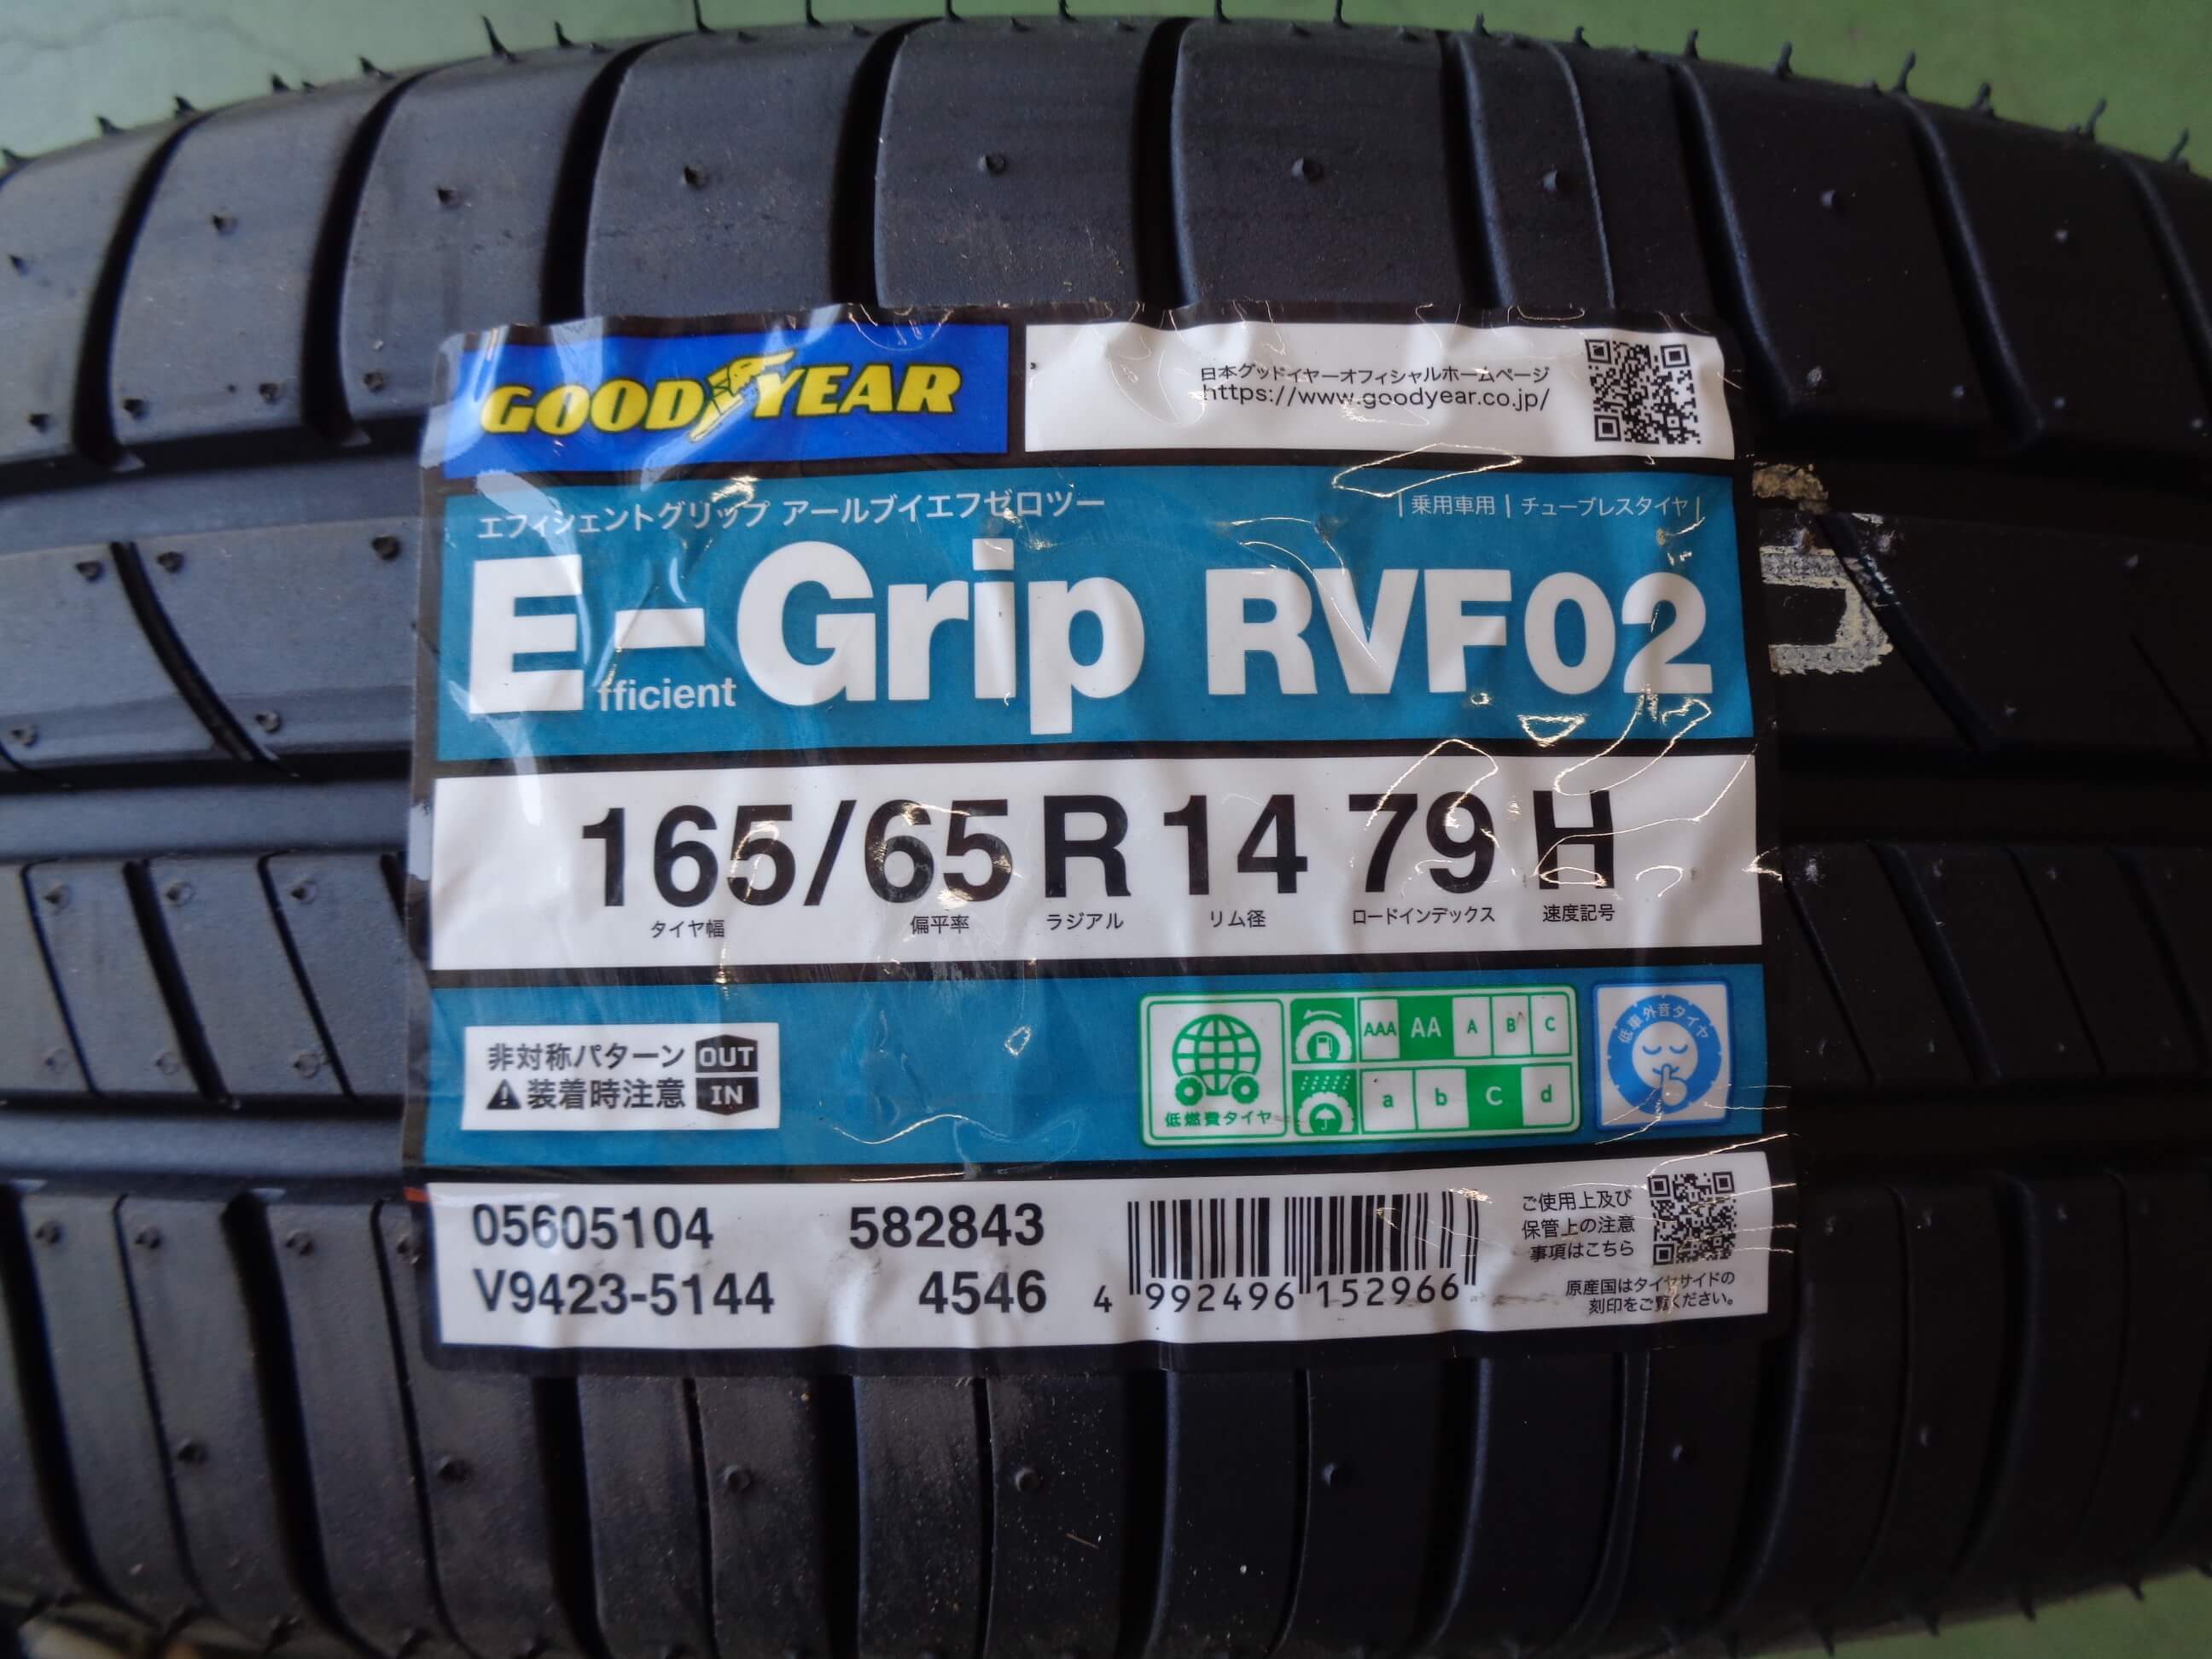 GOODYEAR
日本グッドイヤーオフィシャルホームページ
https://www.goodyear.co.jp/
エフィシェントグリップ アールブイエフゼロツー
| 乗用車用 | チューブレスタイヤ |
E-Grip RVF02
fficient
165/65 R 14 79 H
タイヤ幅 偏平率 ラジアル リム径 ロードインデックス 速度記号
非対称パターン OUT
装着時注意 IN
低燃費タイヤ
AAA AA A B C
a b c d
低車外音タイヤ
05605104 582843
V9423-5144 4546
4 992496 152966
ご使用上及び
保管上の注意
事項はこちら
原産国はタイヤサイドの
刻印をご覧ください。